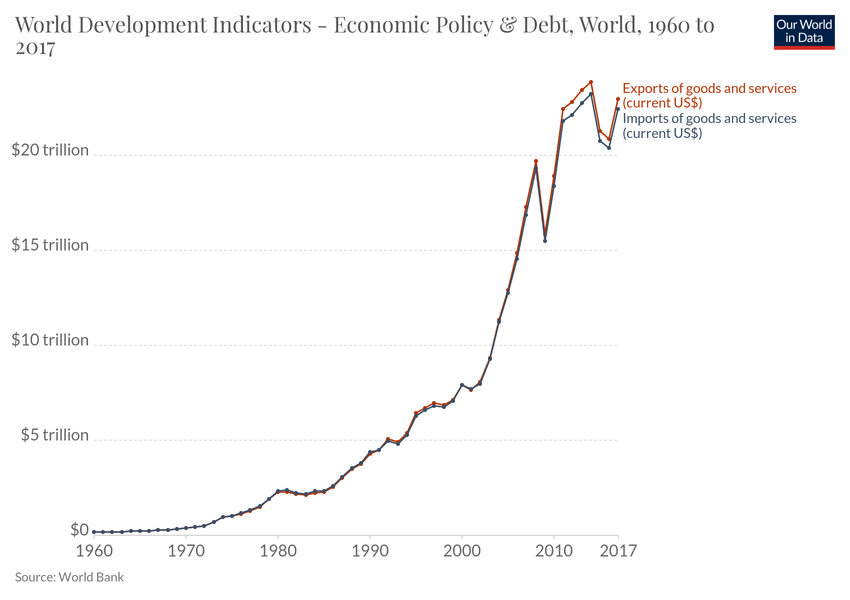 World Development Indicators - Economic Policy & Debt, World, 1960 to
2017
Our World
in Data
Exports of goods and services
(current US$)
Imports of goods and services
(current US$)
$20 trillion
$15 trillion
$10 trillion
$5 trillion
$0
1960 1970 1980 1990 2000 2010 2017
Source: World Bank